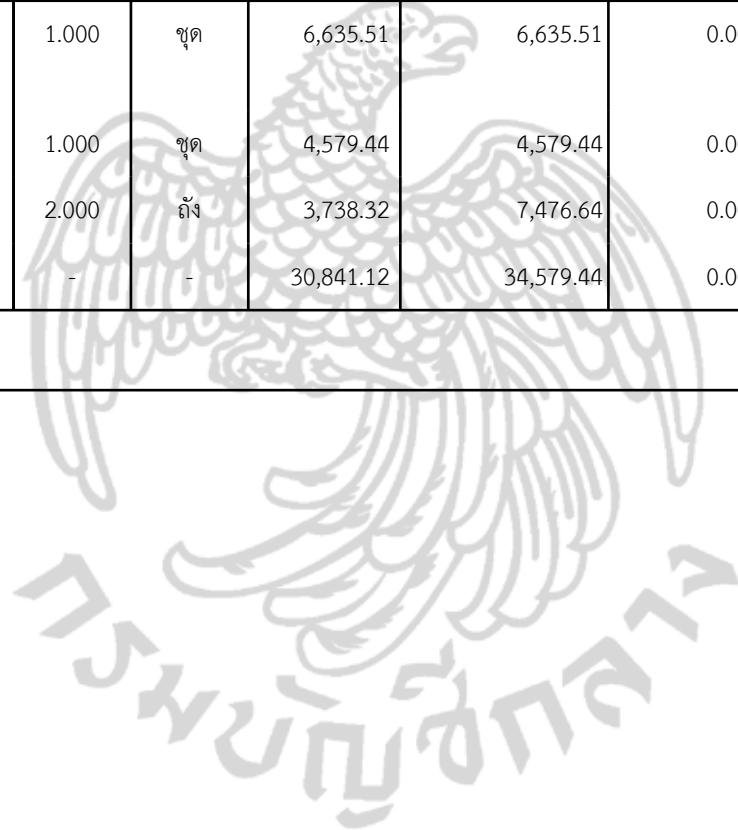 1.000 ชุด 6,635.51 6,635.51 0.0
1.000 ชุด 4,579.44 4,579.44 0.0
2.000 ถัง 3,738.32 7,476.64 0.0
- - 30,841.12 34,579.44 0.0
กรมบัญชีกลาง